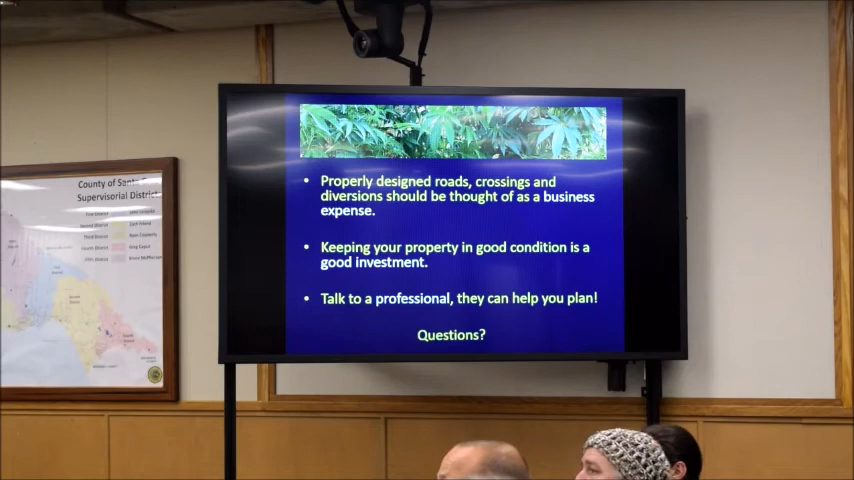 County of Santa
Supervisorial District
• Properly designed roads, crossings and
diversions should be thought of as a business
expense.
• Keeping your property in good condition is a
good investment.
• Talk to a professional, they can help you plan!
Questions?